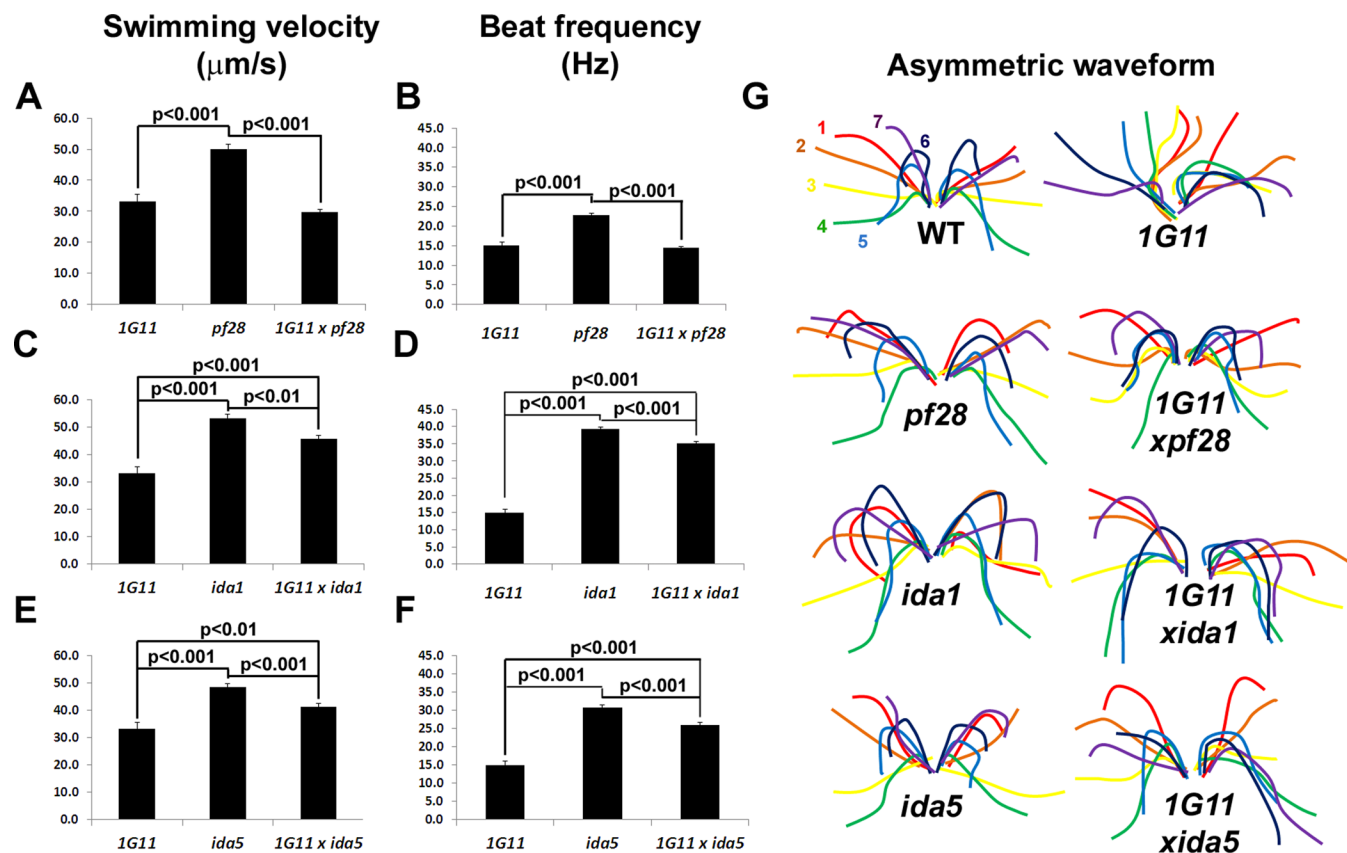 Swimming velocity
(μm/s)
Beat frequency
(Hz)
Asymmetric waveform
A
p<0.001
p<0.001
60.0
50.0
40.0
30.0
20.0
10.0
0.0
1G11
pf28
1G11 x pf28
B
p<0.001
p<0.001
45.0
40.0
35.0
30.0
25.0
20.0
15.0
10.0
5.0
0.0
1G11
pf28
1G11 x pf28
C
p<0.001
p<0.001
p<0.01
60.0
50.0
40.0
30.0
20.0
10.0
0.0
1G11
ida1
1G11 x ida1
D
p<0.001
p<0.001
p<0.001
45.0
40.0
35.0
30.0
25.0
20.0
15.0
10.0
5.0
0.0
1G11
ida1
1G11 x ida1
E
p<0.01
p<0.001
p<0.001
60.0
50.0
40.0
30.0
20.0
10.0
0.0
1G11
ida5
1G11 x ida5
F
p<0.001
p<0.001
p<0.001
45.0
40.0
35.0
30.0
25.0
20.0
15.0
10.0
5.0
0.0
1G11
ida5
1G11 x ida5
G
1
2
3
4
5
6
7
WT
1G11
pf28
1G11
xpf28
ida1
1G11
xida1
ida5
1G11
xida5